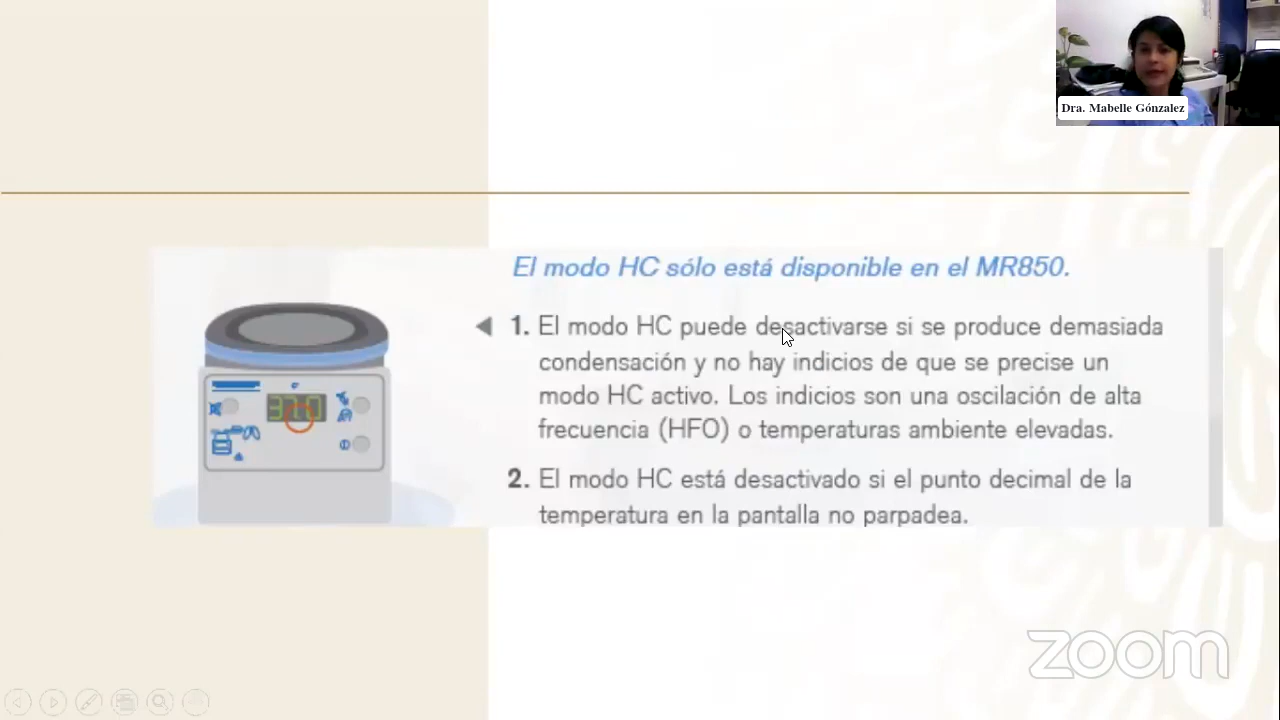 Dra. Mabelle Gónzalez
El modo HC sólo está disponible en el MR850.
1. El modo HC puede desactivarse si se produce demasiada
condensación y no hay indicios de que se precise un
modo HC activo. Los indicios son una oscilación de alta
frecuencia (HFO) o temperaturas ambiente elevadas.
37.0
2. El modo HC está desactivado si el punto decimal de la
temperatura en la pantalla no parpadea.
zoom